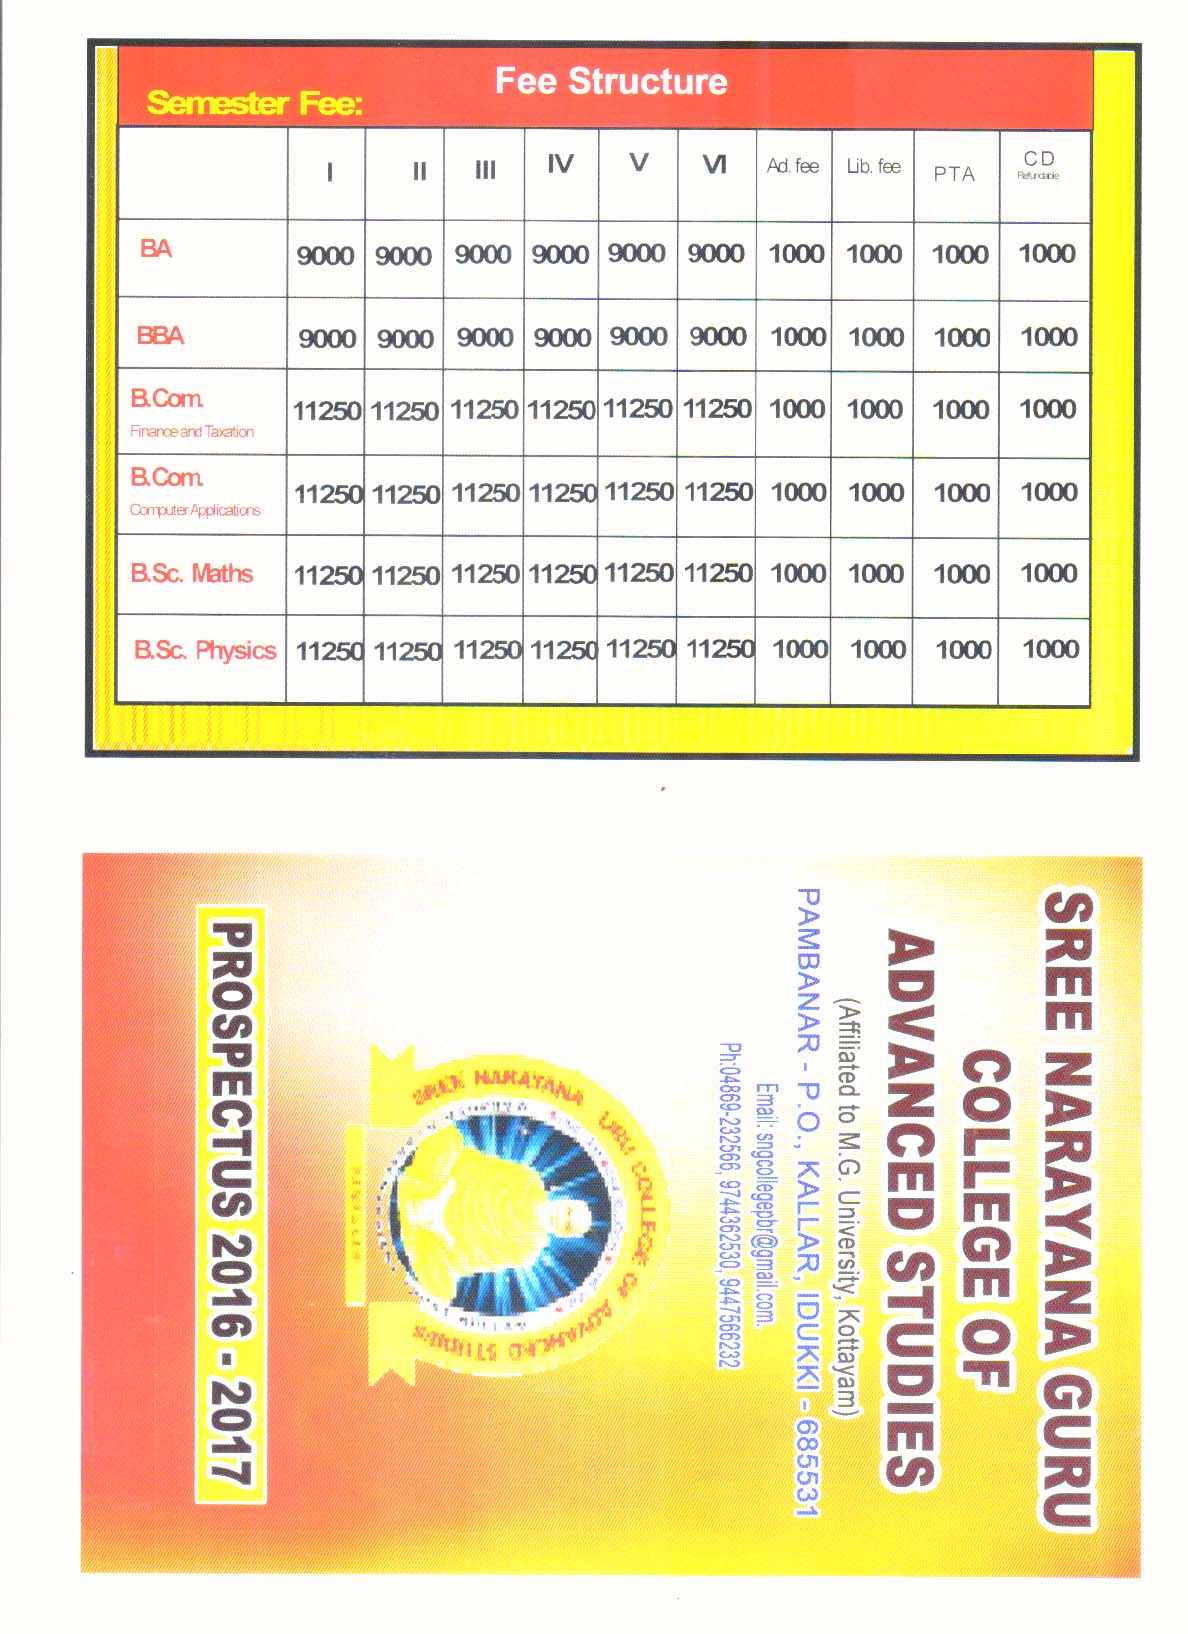 Fee Structure
Semester Fee:
I II III IV V VI Ad. fee Lib. fee PTA CD
Refundable
BA 9000 9000 9000 9000 9000 9000 1000 1000 1000 1000
BBA 9000 9000 9000 9000 9000 9000 1000 1000 1000 1000
B.Com. 11250 11250 11250 11250 11250 11250 1000 1000 1000 1000
Finance and Taxation
B.Com. 11250 11250 11250 11250 11250 11250 1000 1000 1000 1000
Computer Applications
B.Sc. Maths 11250 11250 11250 11250 11250 11250 1000 1000 1000 1000
B.Sc. Physics 11250 11250 11250 11250 11250 11250 1000 1000 1000 1000
SREE NARAYANA GURU
COLLEGE OF
ADVANCED STUDIES
(Affiliated to M.G. University, Kottayam)
PAMBANAR - P.O., KALLAR, IDUKKI - 685531
Email: sngcollegepbr@gmail.com.
Ph:04869-232566, 9744362530, 9447566232
SREE NARAYANA GURU COLLEGE OF ADVANCED STUDIES
PROSPECTUS 2016 - 2017